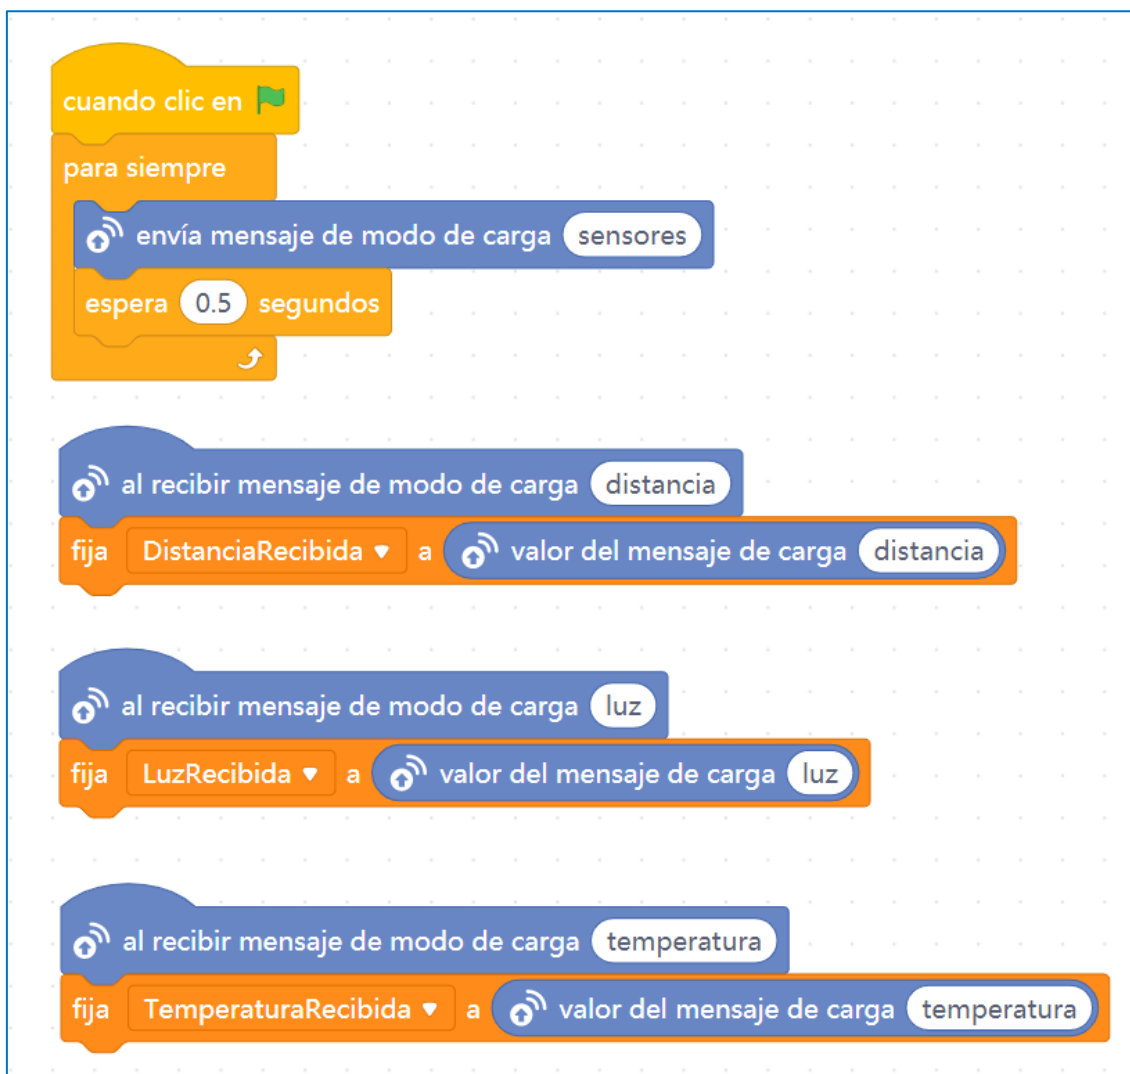 cuando clic en
para siempre
envía mensaje de modo de carga sensores
espera 0.5 segundos
al recibir mensaje de modo de carga distancia
fija DistanciaRecibida a valor del mensaje de carga distancia
al recibir mensaje de modo de carga luz
fija LuzRecibida a valor del mensaje de carga luz
al recibir mensaje de modo de carga temperatura
fija TemperaturaRecibida a valor del mensaje de carga temperatura